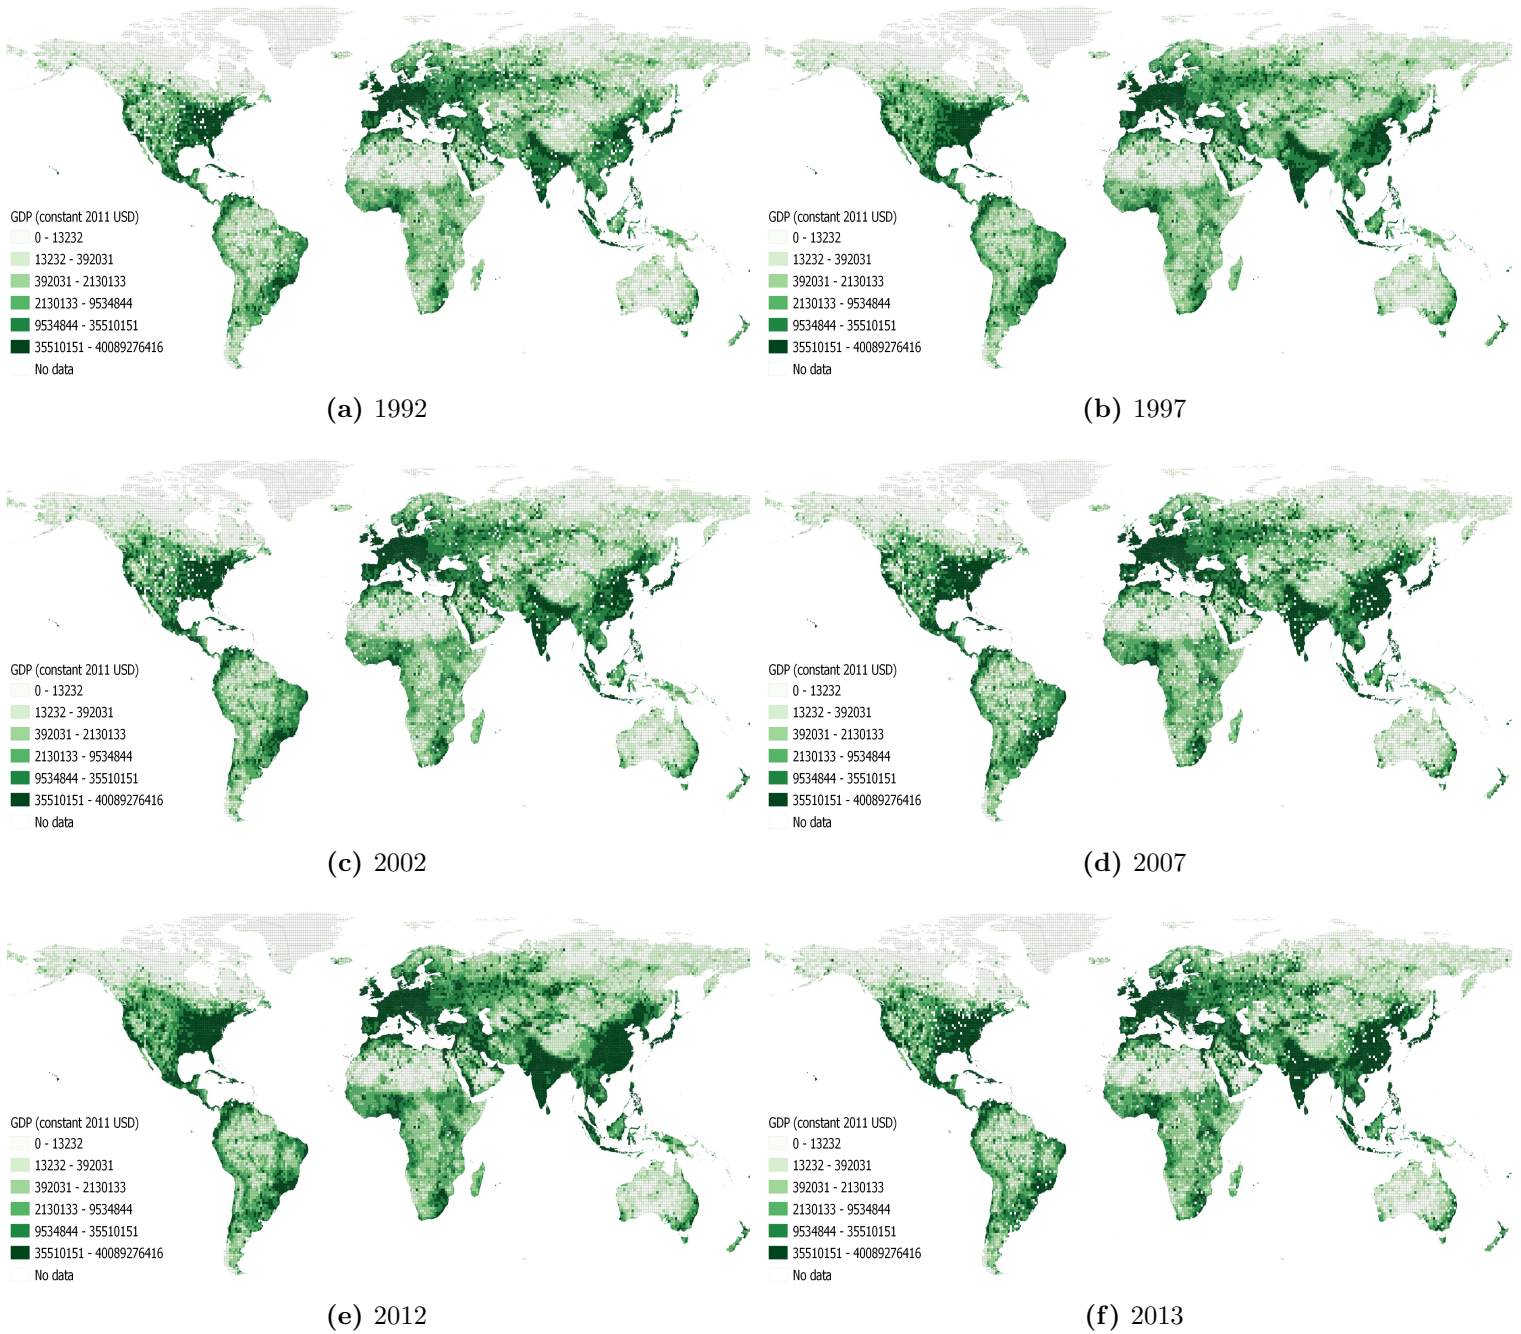 GDP (constant 2011 USD)
0 - 13232
13232 - 392031
392031 - 2130133
2130133 - 9534844
9534844 - 35510151
35510151 - 40089276416
No data
(a) 1992
GDP (constant 2011 USD)
0 - 13232
13232 - 392031
392031 - 2130133
2130133 - 9534844
9534844 - 35510151
35510151 - 40089276416
No data
(b) 1997
GDP (constant 2011 USD)
0 - 13232
13232 - 392031
392031 - 2130133
2130133 - 9534844
9534844 - 35510151
35510151 - 40089276416
No data
(c) 2002
GDP (constant 2011 USD)
0 - 13232
13232 - 392031
392031 - 2130133
2130133 - 9534844
9534844 - 35510151
35510151 - 40089276416
No data
(d) 2007
GDP (constant 2011 USD)
0 - 13232
13232 - 392031
392031 - 2130133
2130133 - 9534844
9534844 - 35510151
35510151 - 40089276416
No data
(e) 2012
GDP (constant 2011 USD)
0 - 13232
13232 - 392031
392031 - 2130133
2130133 - 9534844
9534844 - 35510151
35510151 - 40089276416
No data
(f) 2013